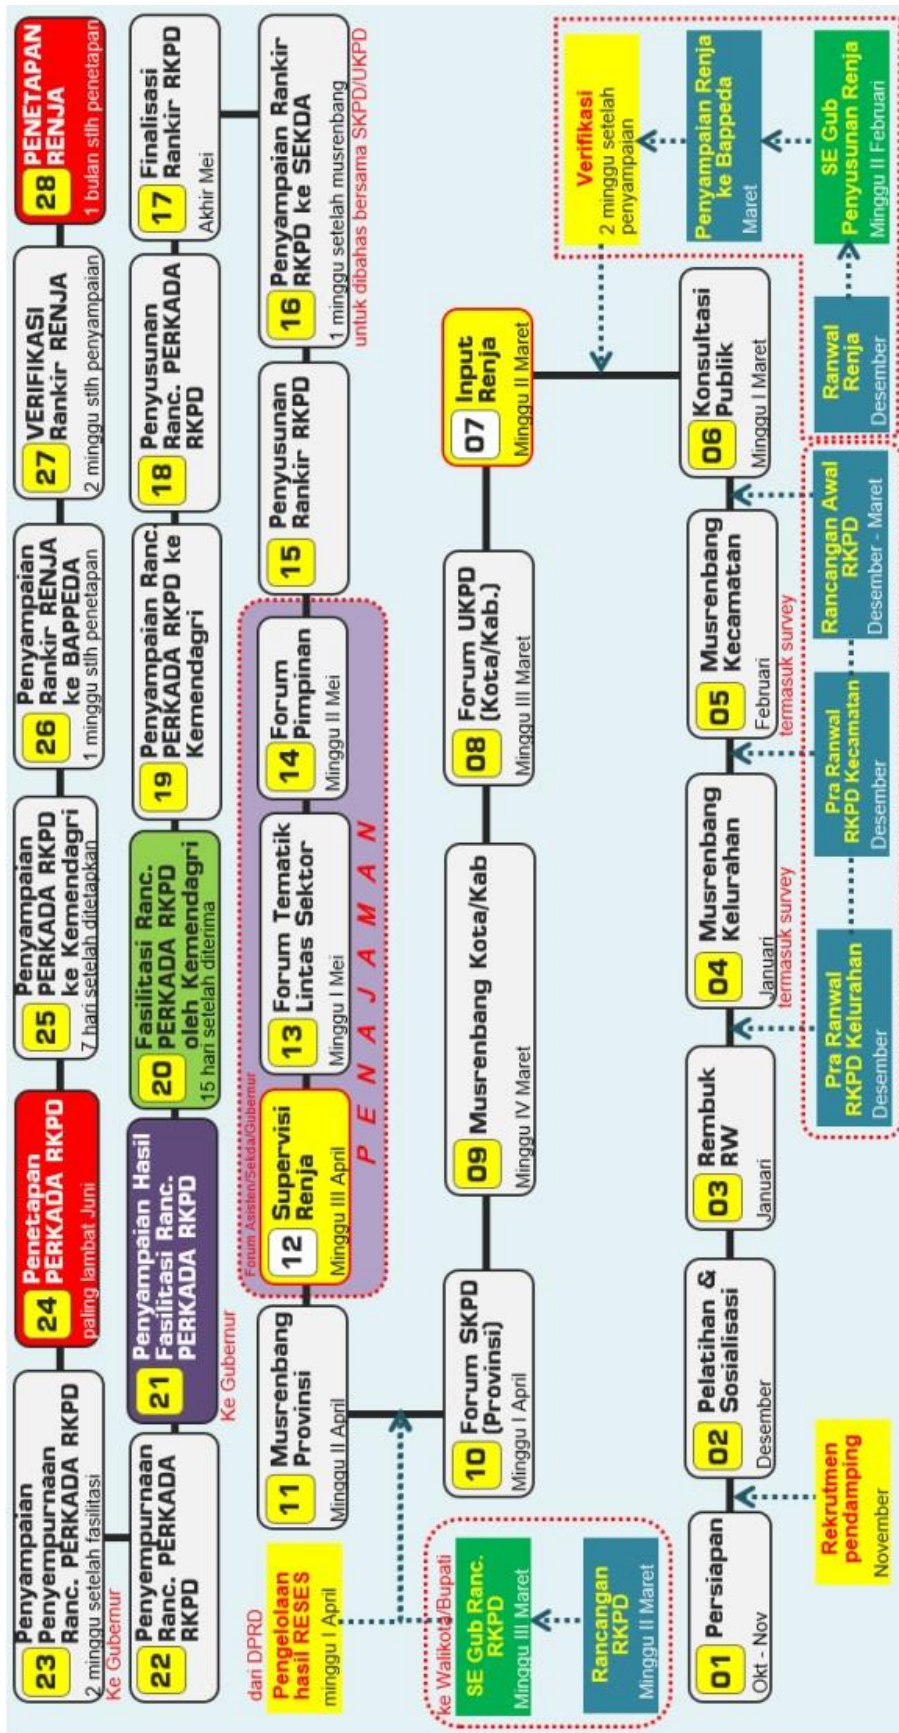 23
Penyampaian
Penyempurnaan
Ranc. PERKADA RKPD
2 minggu setelah fasilitasi
Ke Gubernur
24
Penetapan
PERKADA RKPD
paling lambat Juni
25
Penyampaian
PERKADA RKPD
ke Kemendagri
7 hari setelah ditetapkan
26
Penyampaian
Rankir RENJA
ke BAPPEDA
1 minggu stlh penetapan
27
VERIFIKASI
Rankir RENJA
2 minggu stlh penyampaian
28
PENETAPAN
RENJA
1 bulan stlh penetapan
22
Penyempurnaan
Ranc. PERKADA
RKPD
21
Penyampaian Hasil
Fasilitasi Ranc.
PERKADA RKPD
Ke Gubernur
20
Fasilitasi Ranc.
PERKADA RKPD
oleh Kemendagri
15 hari setelah diterima
19
Penyampaian Ranc.
PERKADA RKPD ke
Kemendagri
18
Penyusunan
Ranc. PERKADA
RKPD
17
Finalisasi
Rankir RKPD
Akhir Mei
dari DPRD
Pengelolaan
hasil RESES
minggu I April
11
Musrenbang
Provinsi
Minggu II April
Forum Asisten/Sekda/Gubernur
12
Supervisi
Renja
Minggu III April
13
Forum Tematik
Lintas Sektor
Minggu I Mei
14
Forum
Pimpinan
Minggu II Mei
PENAJAMAN
15
Penyusunan
Rankir RKPD
16
Penyampaian Rankir
RKPD ke SEKDA
1 minggu setelah musrenbang
untuk dibahas bersama SKPD/UKPD
ke Walikota/Bupati
SE Gub Ranc.
RKPD
Minggu III Maret
Rancangan
RKPD
Minggu II Maret
10
Forum SKPD
(Provinsi)
Minggu I April
09
Musrenbang Kota/Kab
Minggu IV Maret
08
Forum UKPD
(Kota/Kab.)
Minggu III Maret
07
Input
Renja
Minggu II Maret
Verifikasi
2 minggu setelah
penyampaian
Penyampaian Renja
ke Bappeda
Maret
SE Gub
Penyusunan Renja
Minggu II Februari
Ranwal
Renja
Desember
01
Persiapan
Okt - Nov
02
Pelatihan &
Sosialisasi
Desember
03
Rembuk
RW
Januari
04
Musrenbang
Kelurahan
Januari
termasuk survey
05
Musrenbang
Kecamatan
Februari
termasuk survey
06
Konsultasi
Publik
Minggu I Maret
Rekrutmen
pendamping
November
Pra Ranwal
RKPD Kelurahan
Desember
Pra Ranwal
RKPD Kecamatan
Desember
Rancangan Awal
RKPD
Desember - Maret